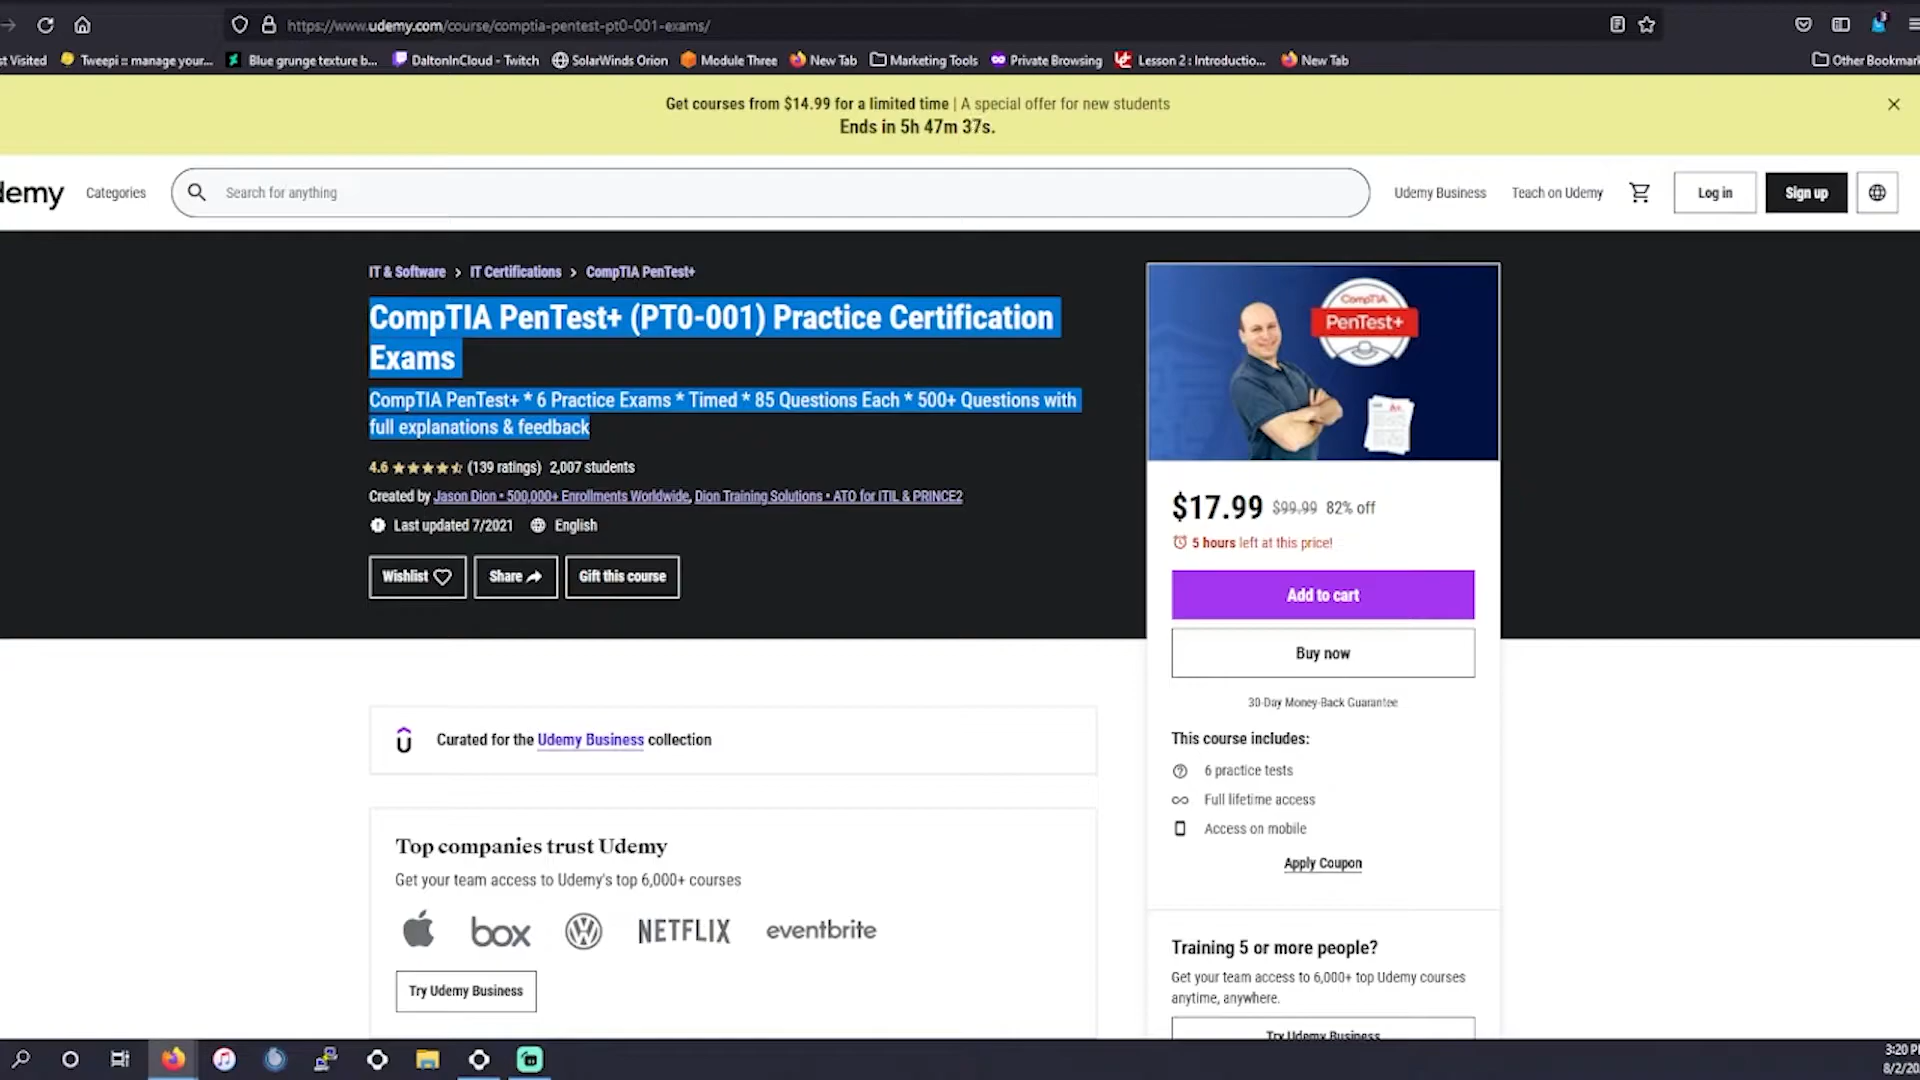 https://www.udemy.com/course/comptia-pentest-pt0-001-exams/
t Visited Tweepi :: manage your... Blue grunge texture b... DaltonInCloud - Twitch SolarWinds Orion Module Three New Tab Marketing Tools Private Browsing Lesson 2 : Introductio... New Tab Other Bookmar
Get courses from $14.99 for a limited time | A special offer for new students
Ends in 5h 47m 37s.
demy Categories Search for anything Udemy Business Teach on Udemy Log in Sign up
IT & Software > IT Certifications > CompTIA PenTest+
CompTIA PenTest+ (PT0-001) Practice Certification
Exams
CompTIA PenTest+ * 6 Practice Exams * Timed * 85 Questions Each * 500+ Questions with
full explanations & feedback
4.6 (139 ratings) 2,007 students
Created by Jason Dion • 500,000+ Enrollments Worldwide, Dion Training Solutions • ATO for ITIL & PRINCE2
Last updated 7/2021 English
Wishlist Share Gift this course
CompTIA
PenTest+
$17.99 $99.99 82% off
5 hours left at this price!
Add to cart
Buy now
30-Day Money-Back Guarantee
This course includes:
6 practice tests
Full lifetime access
Access on mobile
Apply Coupon
Training 5 or more people?
Get your team access to 6,000+ top Udemy courses
anytime, anywhere.
Try Udemy Business
Curated for the Udemy Business collection
Top companies trust Udemy
Get your team access to Udemy's top 6,000+ courses
box NETFLIX eventbrite
Try Udemy Business
3:20 P
8/2/20